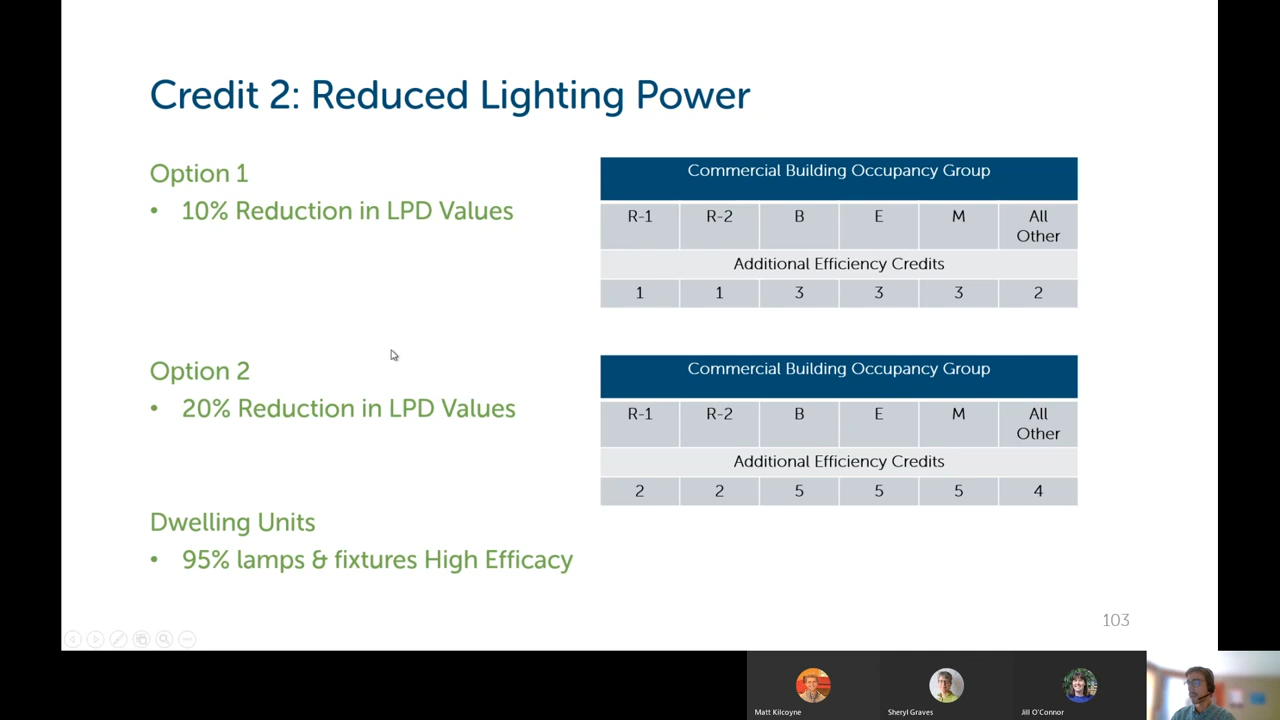 Credit 2: Reduced Lighting Power
Option 1
• 10% Reduction in LPD Values
Commercial Building Occupancy Group
R-1 R-2 B E M All Other
Additional Efficiency Credits
1 1 3 3 3 2
Option 2
• 20% Reduction in LPD Values
Commercial Building Occupancy Group
R-1 R-2 B E M All Other
Additional Efficiency Credits
2 2 5 5 5 4
Dwelling Units
• 95% lamps & fixtures High Efficacy
103
Matt Kilcoyne
Sheryl Graves
Jill O'Connor